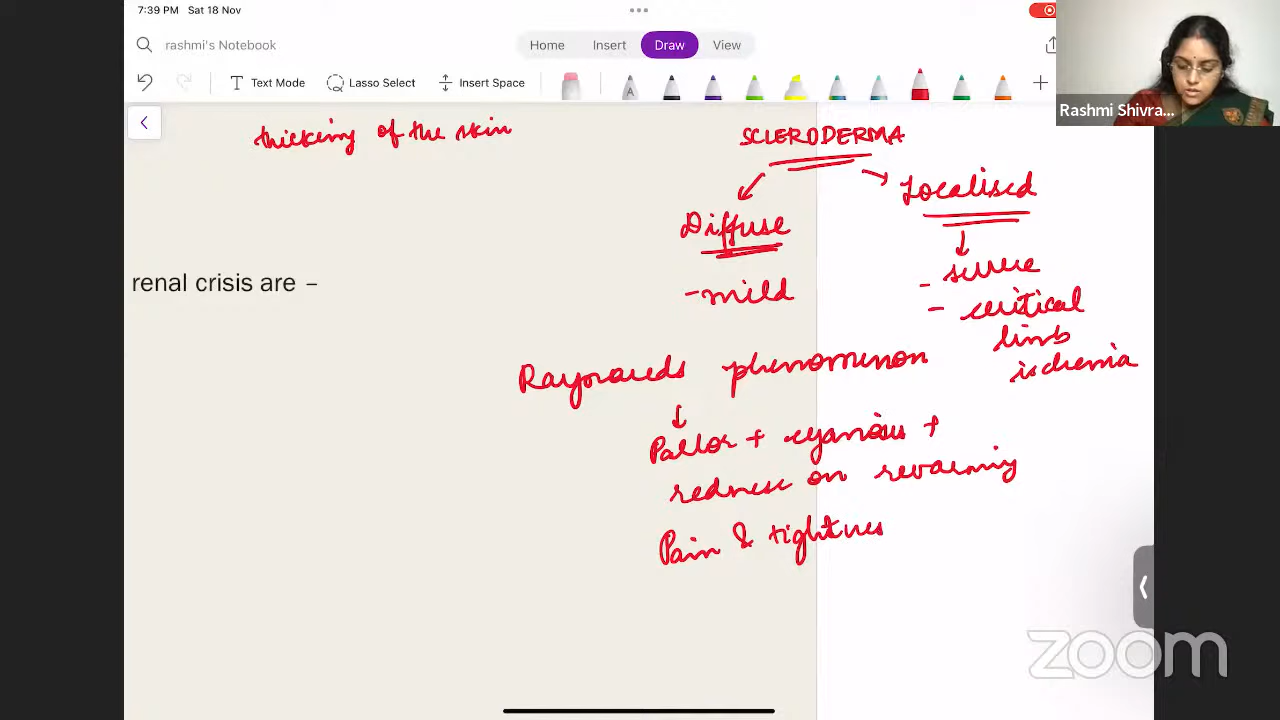 7:39 PM Sat 18 Nov
rashmi's Notebook
Home Insert Draw View
Text Mode Lasso Select Insert Space
A
Rashmi Shivra...
thicking of the skin
SCLERODERMA
Diffuse
- mild
Localised
- severe
- critical
limb
ischemia
renal crisis are –
Raynauds phenomenon
Pallor + cyanosis +
redness on rewarming
Pain & tightness
zoom